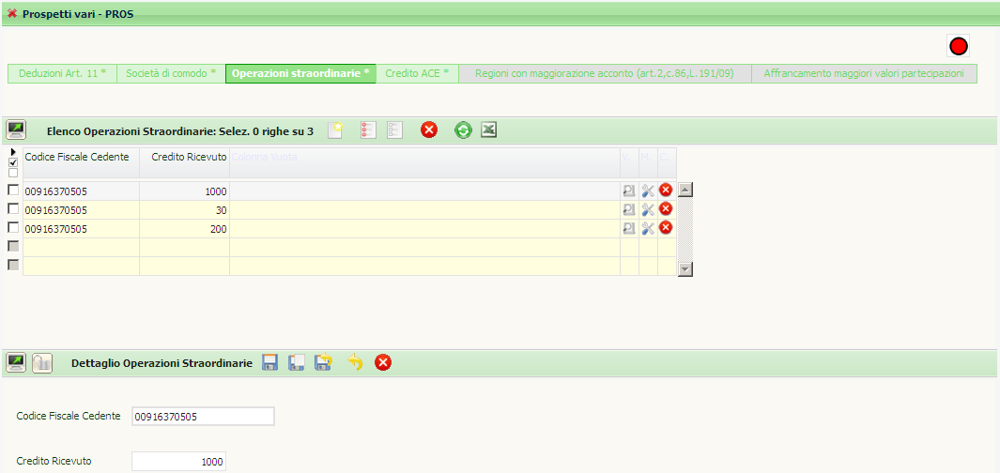 Prospetti vari - PROS
Deduzioni Art. 11 * Società di comodo * Operazioni straordinarie * Credito ACE * Regioni con maggiorazione acconto (art.2,c.86,L.191/09) Affrancamento maggiori valori partecipazioni
Elenco Operazioni Straordinarie: Selez. 0 righe su 3
Codice Fiscale Cedente Credito Ricevuto Colonna Vuota V. M. C.
00916370505 1000
00916370505 30
00916370505 200
Dettaglio Operazioni Straordinarie
Codice Fiscale Cedente 00916370505
Credito Ricevuto 1000